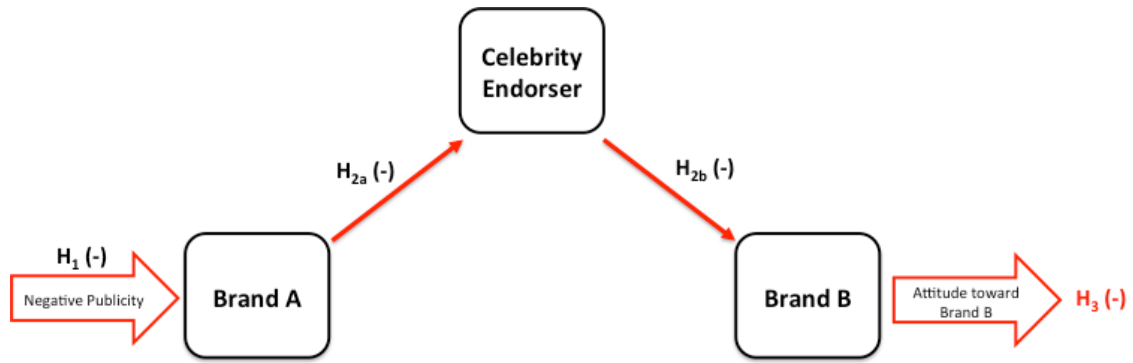 Celebrity
Endorser
H2a (-)
H2b (-)
H1 (-)
Negative Publicity
Brand A
Brand B
Attitude toward
Brand B
H3 (-)